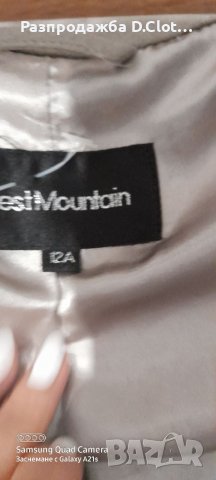 Разпродажба D.Clot...
estMountain
12A
SAMSUNG Quad Camera
Заснемане с Galaxy A21s
bazar